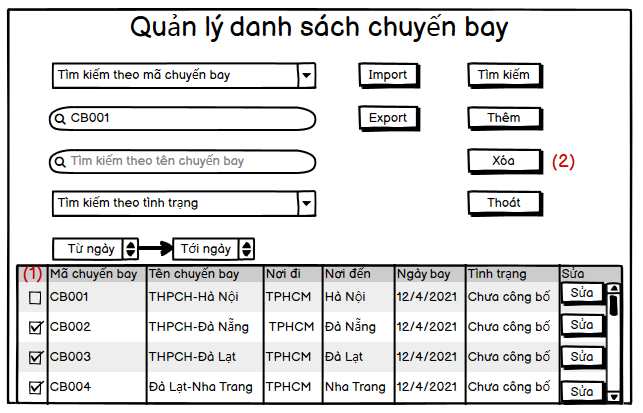 Quản lý danh sách chuyến bay
Tìm kiếm theo mã chuyến bay Import Tìm kiếm
CB001 Export Thêm
Tìm kiếm theo tên chuyến bay Xóa (2)
Tìm kiếm theo tình trạng Thoát
Từ ngày Tới ngày
(1) Mã chuyến bay Tên chuyến bay Nơi đi Nơi đến Ngày bay Tình trạng Sửa
CB001 THPCH-Hà Nội TPHCM Hà Nội 12/4/2021 Chưa công bố Sửa
CB002 THPCH-Đà Nẵng TPHCM Đà Nẵng 12/4/2021 Chưa công bố Sửa
CB003 THPCH-Đà Lạt TPHCM Đà Lạt 12/4/2021 Chưa công bố Sửa
CB004 Đà Lạt-Nha Trang TPHCM Nha Trang 12/4/2021 Chưa công bố Sửa